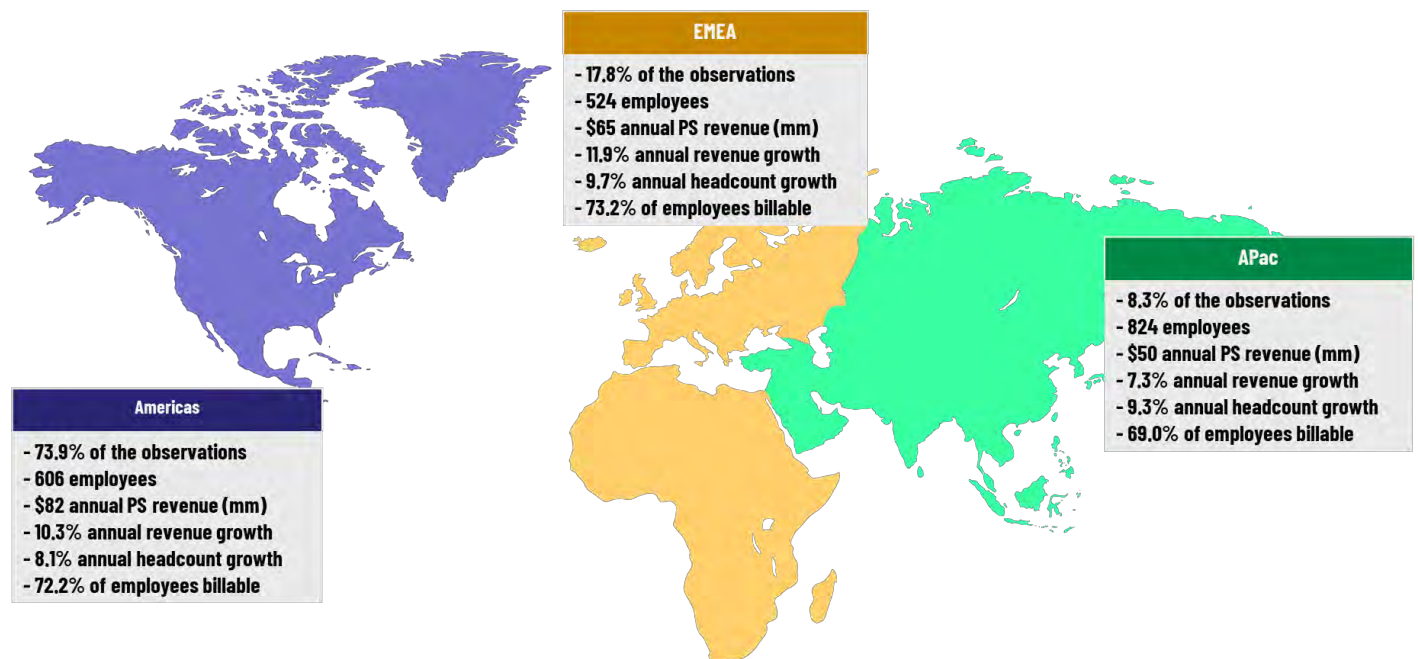 EMEA
- 17.8% of the observations
- 524 employees
- $65 annual PS revenue (mm)
- 11.9% annual revenue growth
- 9.7% annual headcount growth
- 73.2% of employees billable
APac
- 8.3% of the observations
- 824 employees
- $50 annual PS revenue (mm)
- 7.3% annual revenue growth
- 9.3% annual headcount growth
- 69.0% of employees billable
Americas
- 73.9% of the observations
- 606 employees
- $82 annual PS revenue (mm)
- 10.3% annual revenue growth
- 8.1% annual headcount growth
- 72.2% of employees billable